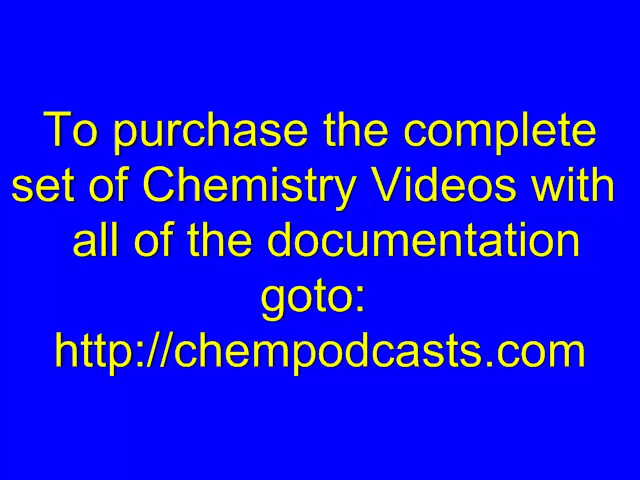 To purchase the complete
set of Chemistry Videos with
all of the documentation
goto:
http://chempodcasts.com